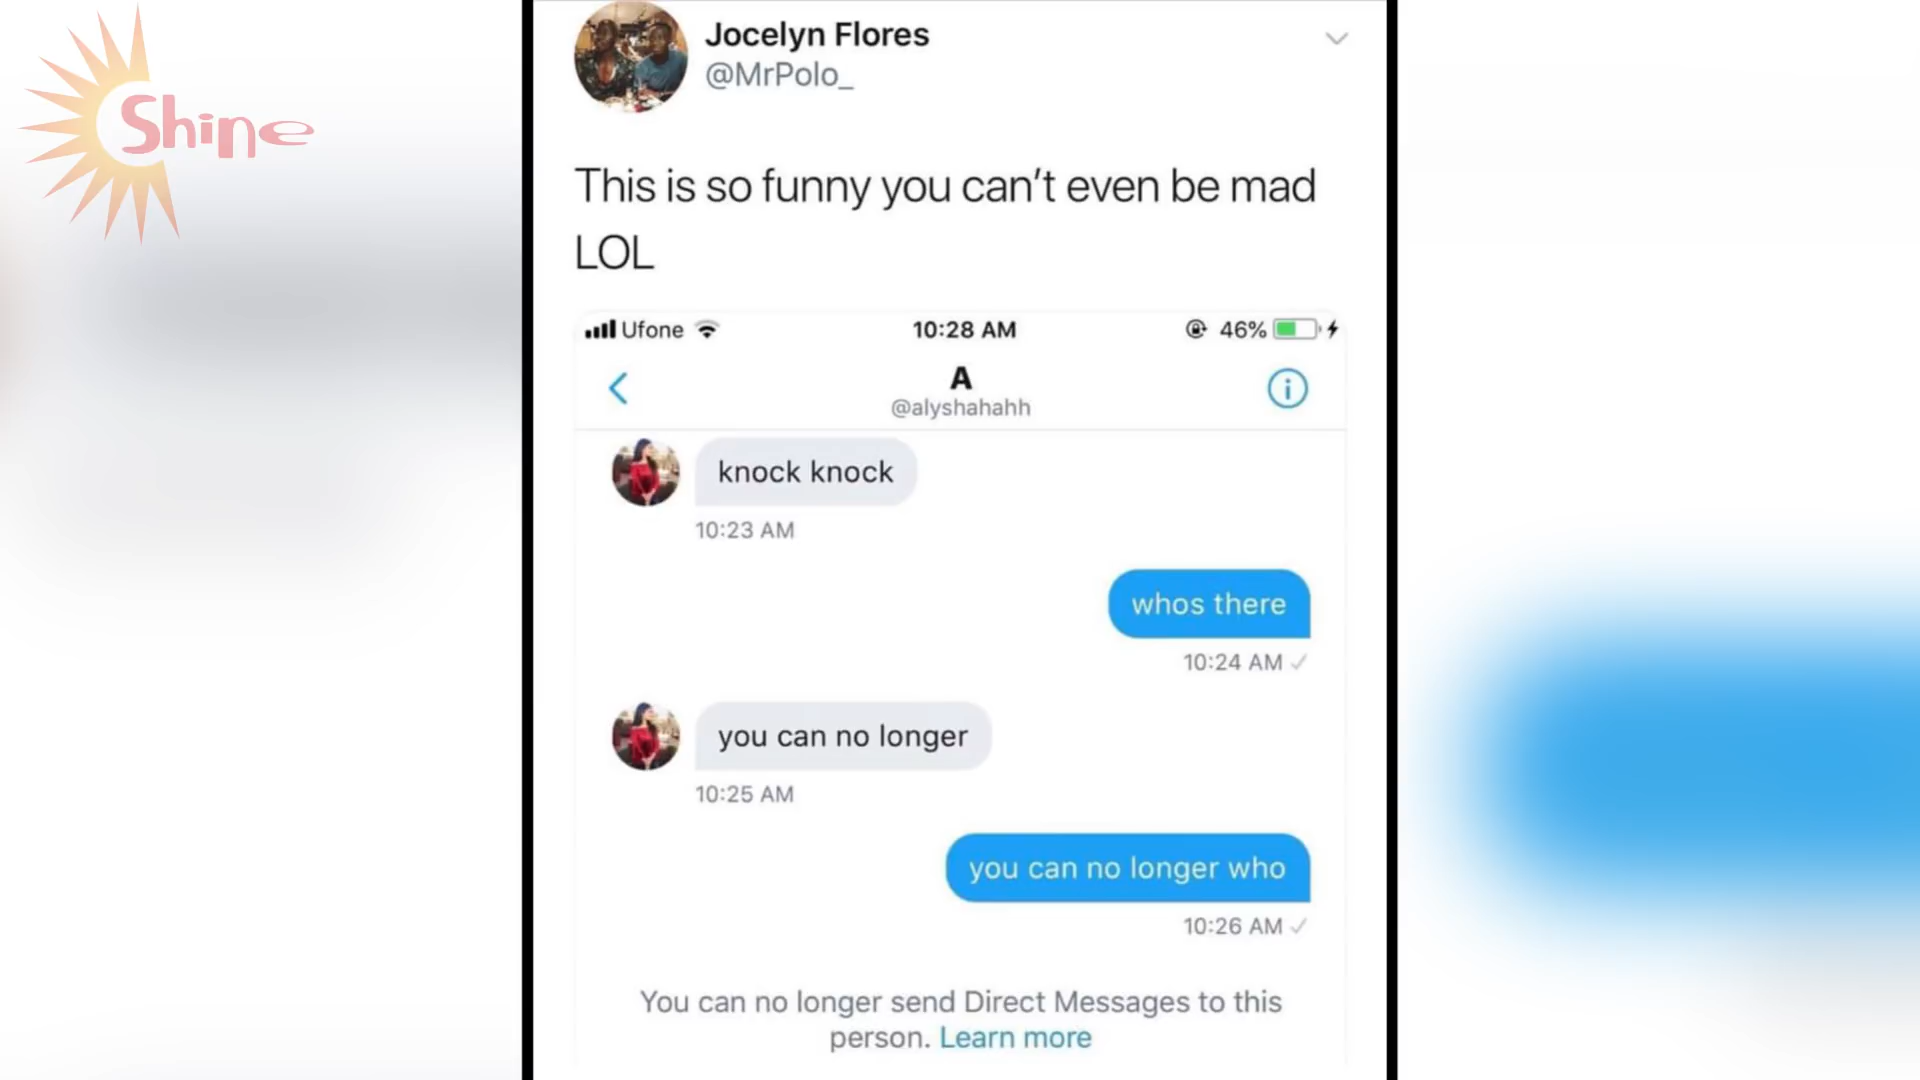 Shine
Jocelyn Flores
@MrPolo_
This is so funny you can't even be mad
LOL
Ufone 10:28 AM 46%
A
@alyshahahh
knock knock
10:23 AM
whos there
10:24 AM ✓
you can no longer
10:25 AM
you can no longer who
10:26 AM ✓
You can no longer send Direct Messages to this
person. Learn more